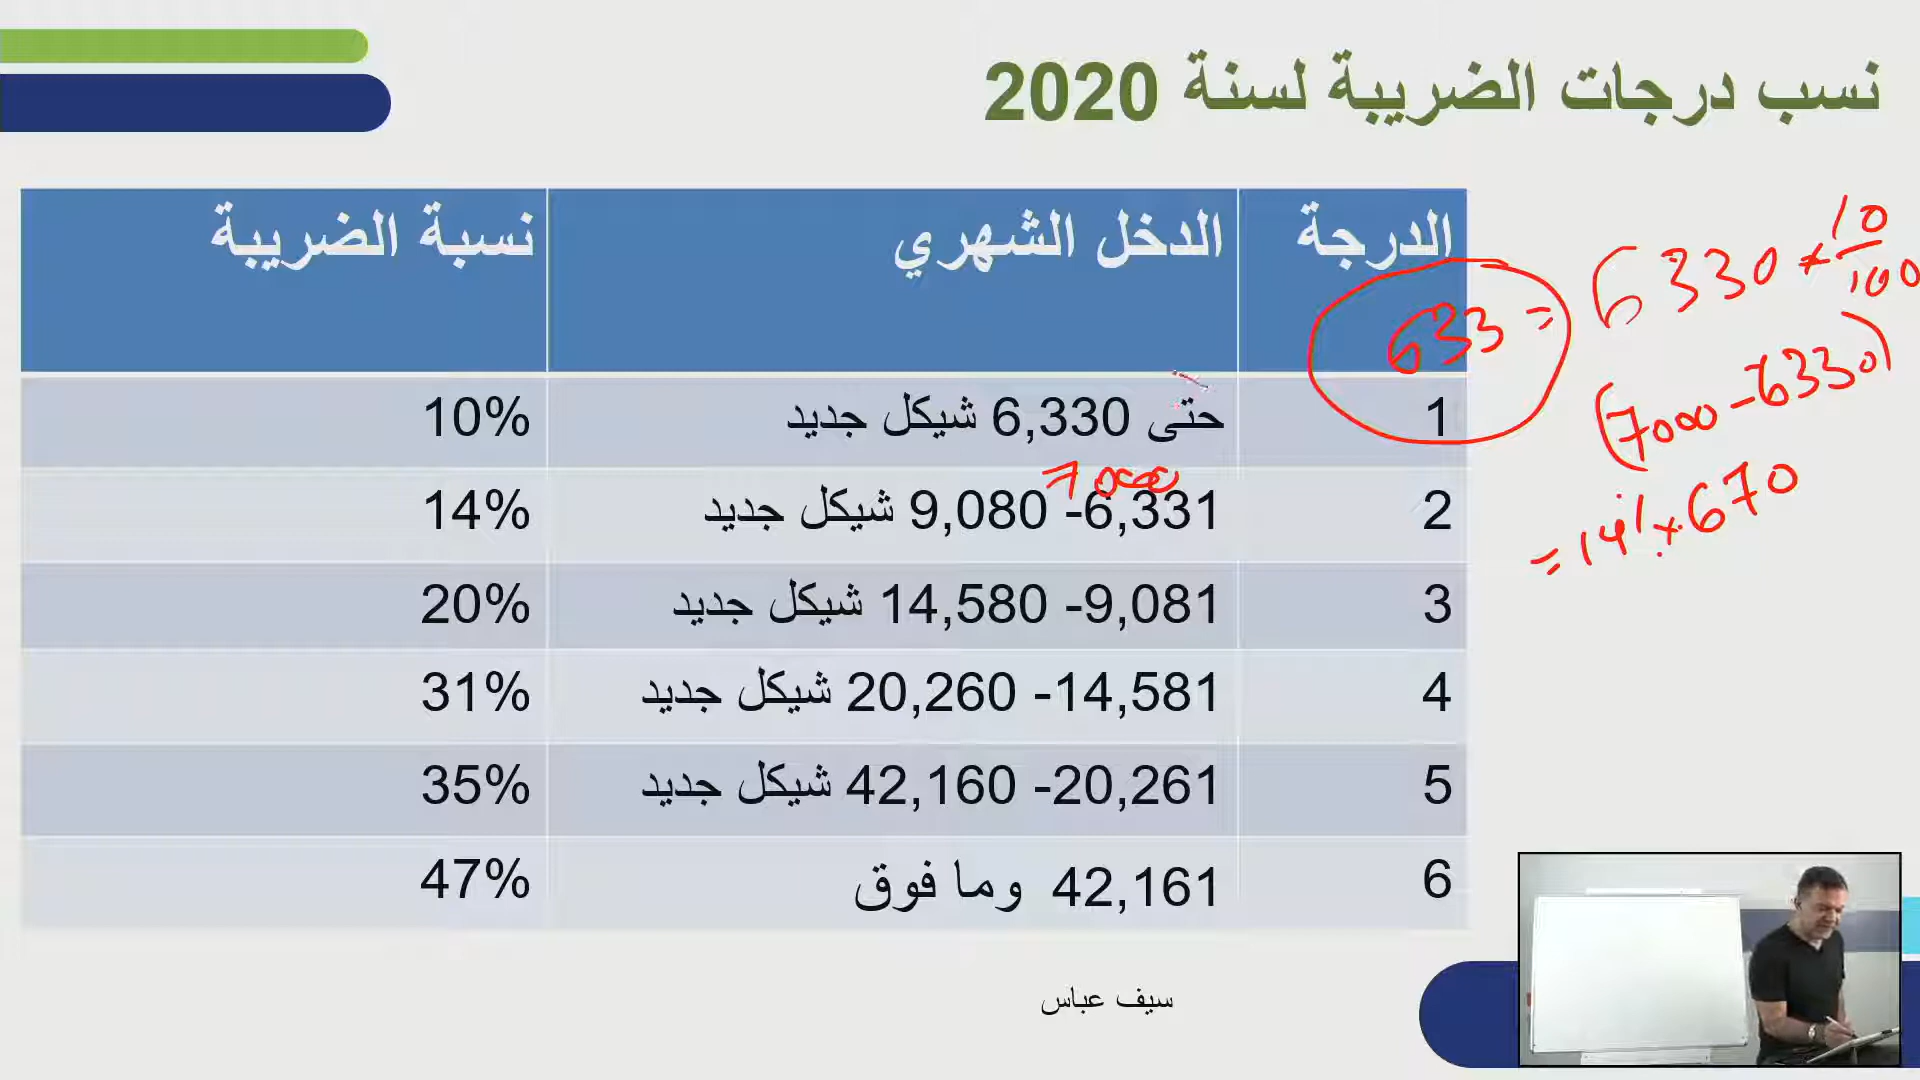 نسب درجات الضريبة لسنة 2020
الدرجة الدخل الشهري نسبة الضريبة
1 حتى 6,330 شيكل جديد 10%
2 6,331- 9,080 شيكل جديد 14%
3 9,081- 14,580 شيكل جديد 20%
4 14,581- 20,260 شيكل جديد 31%
5 20,261- 42,160 شيكل جديد 35%
6 42,161 وما فوق 47%
7000
633 = 6330 × 10/100
(7000 - 6330)
= 14% × 670
سيف عباس